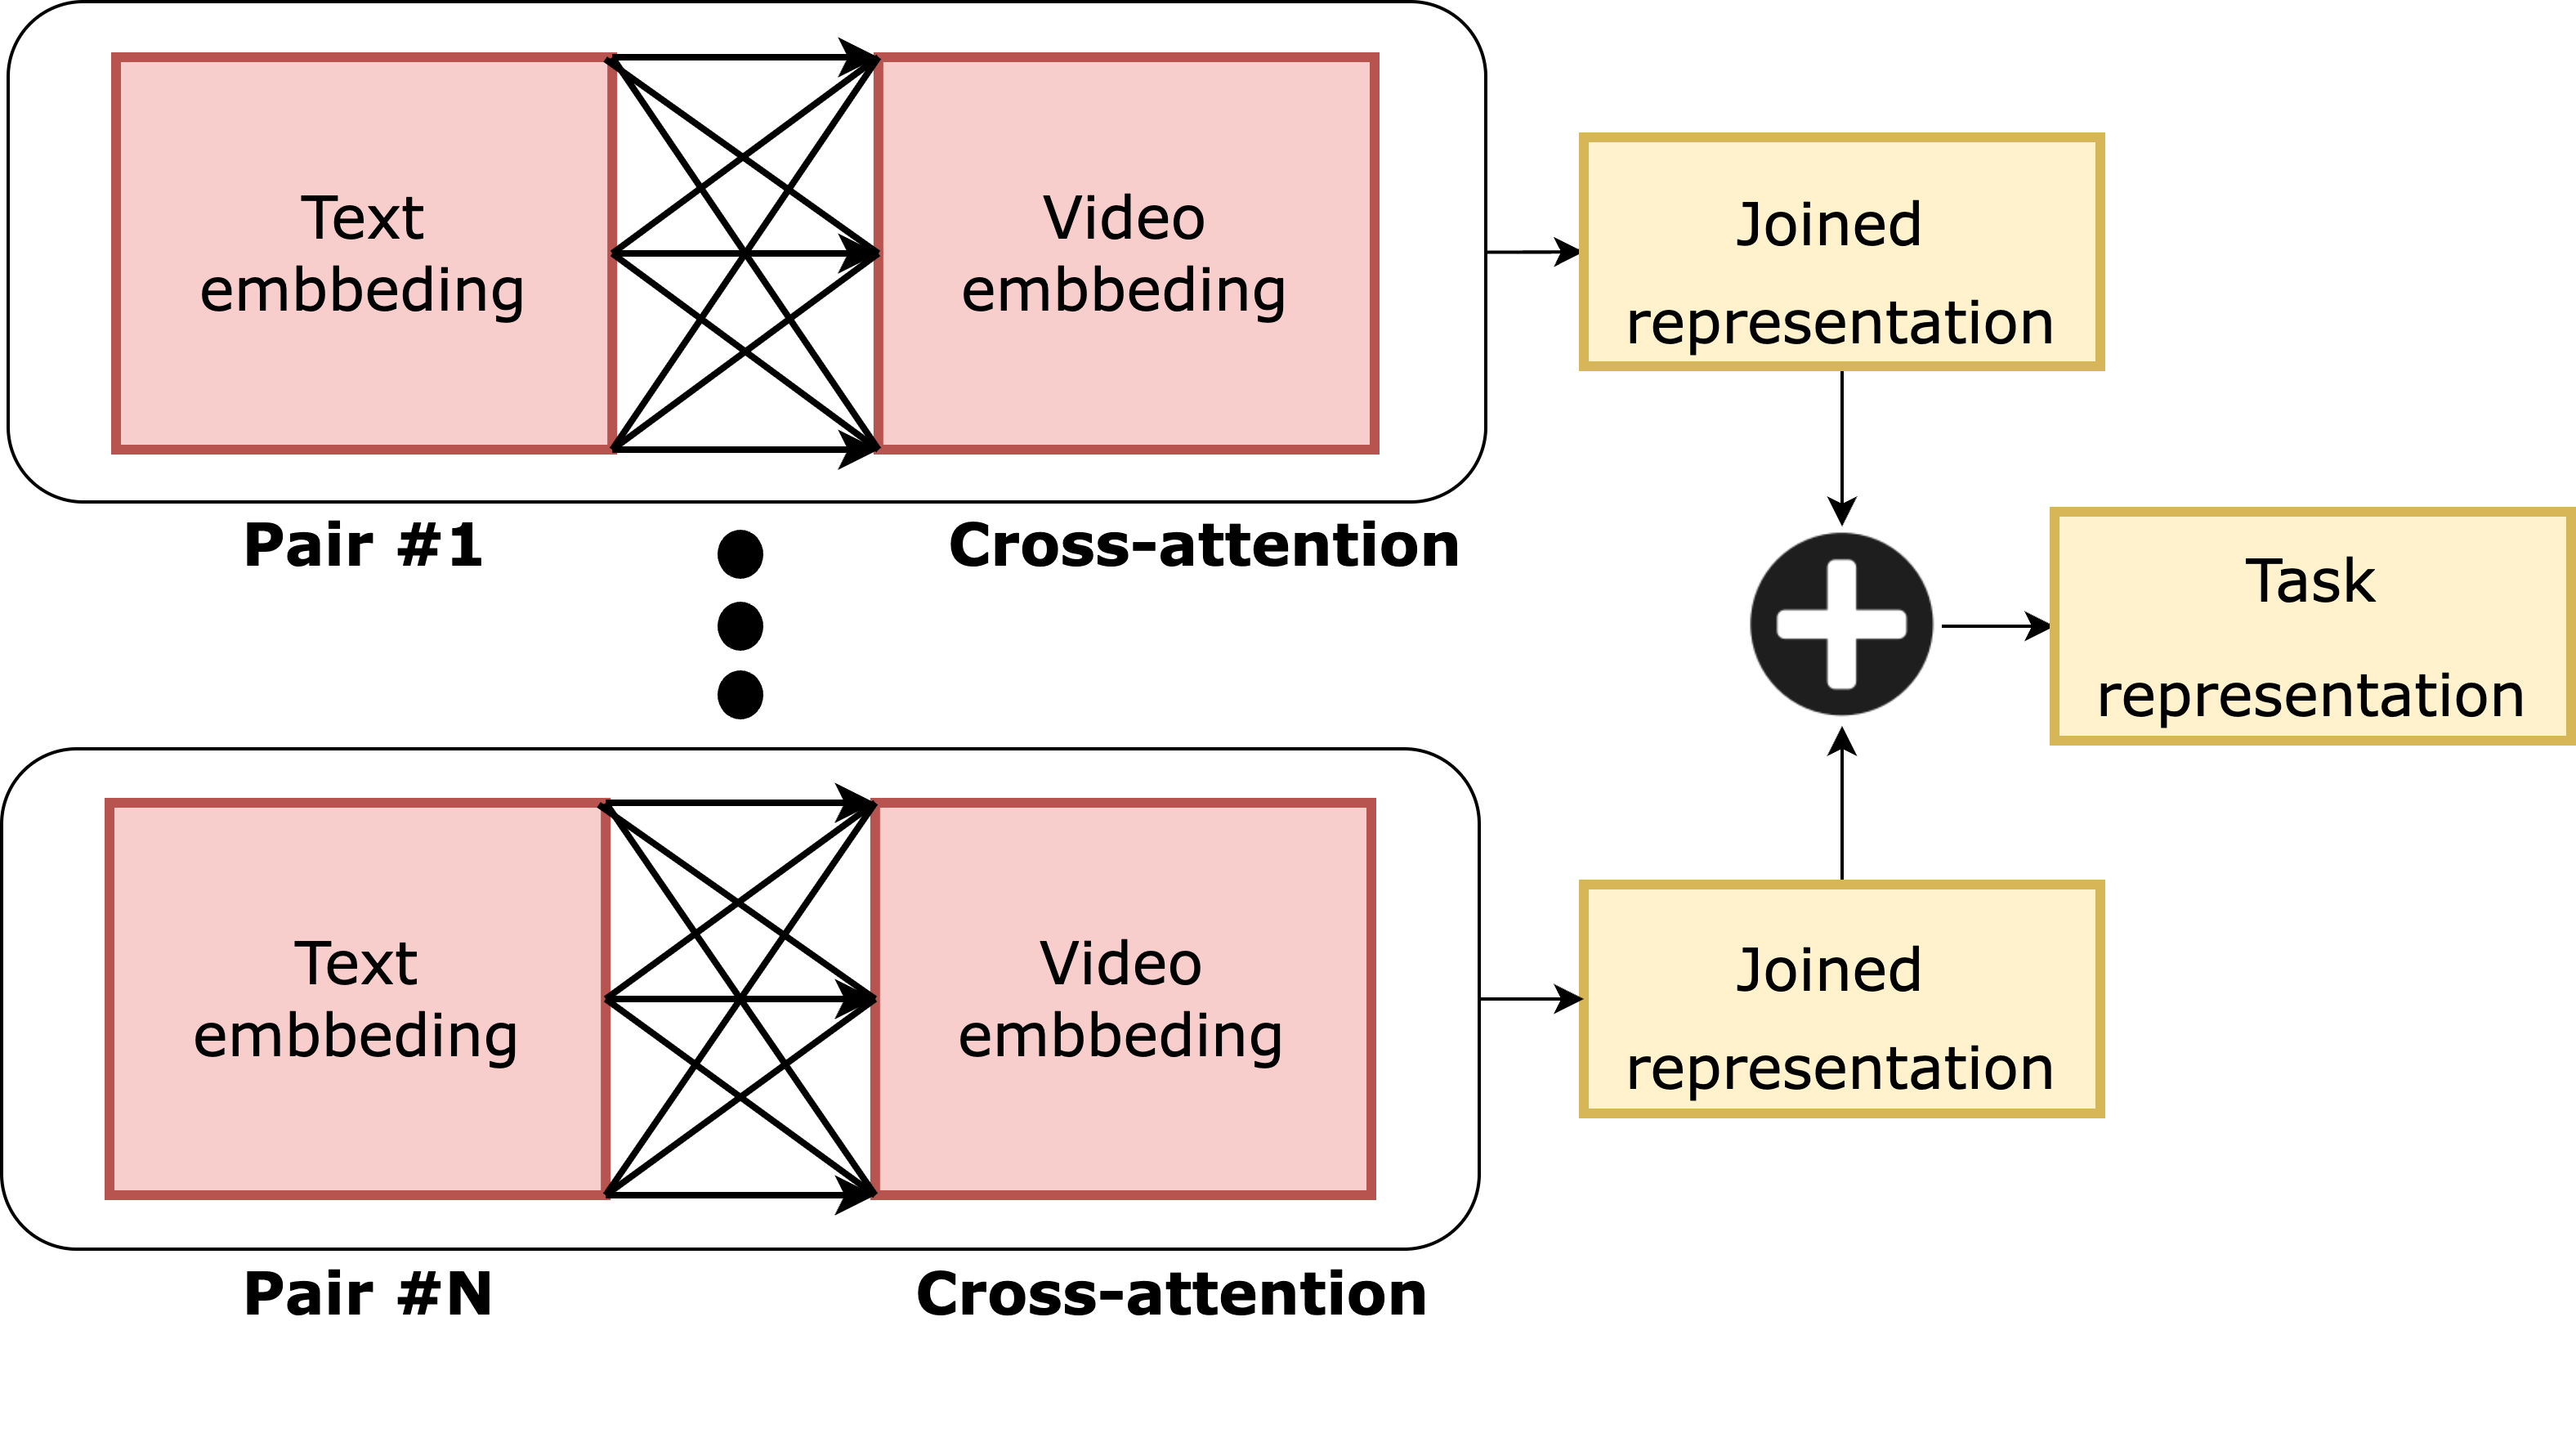 Text
embbeding
Video
embbeding
Joined
representation
Pair #1
Cross-attention
Task
representation
Text
embbeding
Video
embbeding
Joined
representation
Pair #N
Cross-attention